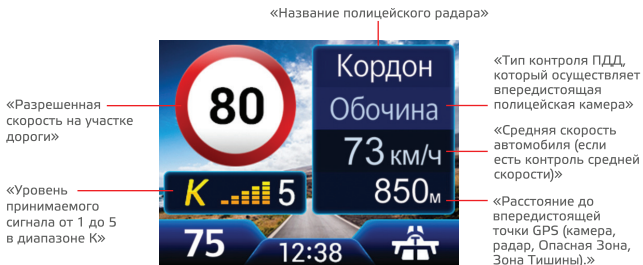 «Название полицейского радара»
«Разрешенная
скорость на участке
дороги»
«Уровень
принимаемого
сигнала от 1 до 5
в диапазоне К»
80
K 5
75
12:38
Кордон
Обочина
73 км/ч
850м
«Тип контроля ПДД,
который осуществляет
впередистоящая
полицейская камера»
«Средняя скорость
автомобиля (если
есть контроль средней
скорости)»
«Расстояние до
впередистоящей
точки GPS (камера,
радар, Опасная Зона,
Зона Тишины).»